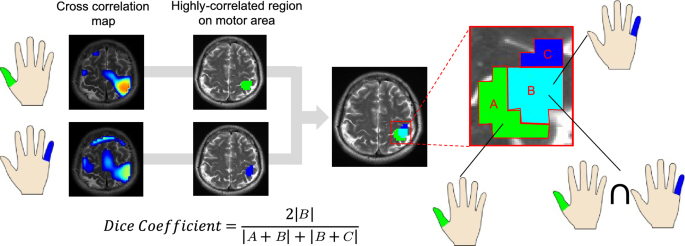 Cross correlation
map
Highly-correlated region
on motor area
A
B
C
∩
Dice Coefficient = 2|B| / |A + B| + |B + C|